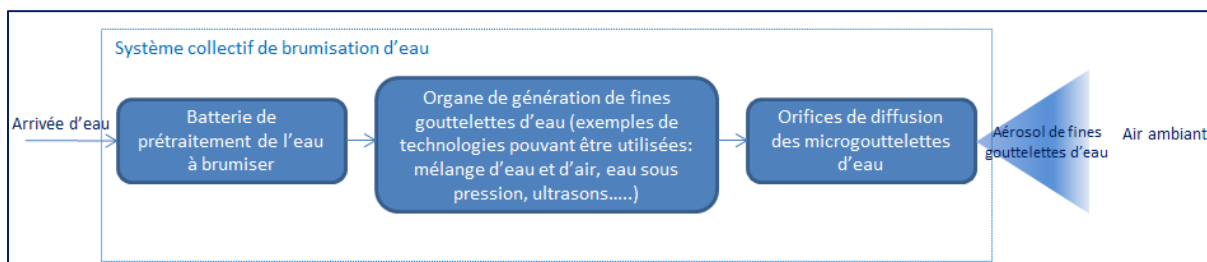 Système collectif de brumisation d'eau
Arrivée d'eau
Batterie de
prétraitement de l'eau
à brumiser
Organe de génération de fines
gouttelettes d'eau (exemples de
technologies pouvant être utilisées:
mélange d'eau et d'air, eau sous
pression, ultrasons.....)
Orifices de diffusion
des microgouttelettes
d'eau
Aérosol de fines
gouttelettes d'eau
Air ambiant